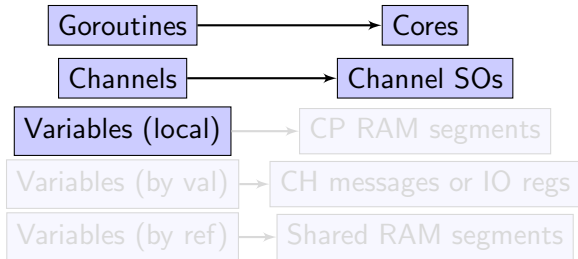 Goroutines Cores
Channels Channel SOs
Variables (local) CP RAM segments
Variables (by val) CH messages or IO regs
Variables (by ref) Shared RAM segments